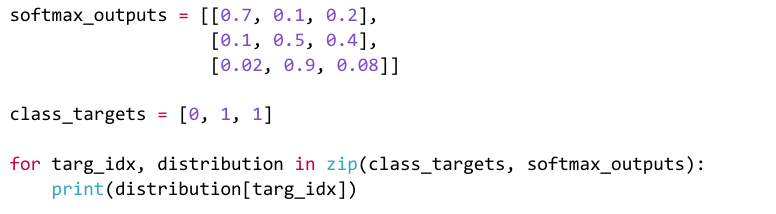 softmax_outputs = [[0.7, 0.1, 0.2],
                   [0.1, 0.5, 0.4],
                   [0.02, 0.9, 0.08]]

class_targets = [0, 1, 1]

for targ_idx, distribution in zip(class_targets, softmax_outputs):
    print(distribution[targ_idx])